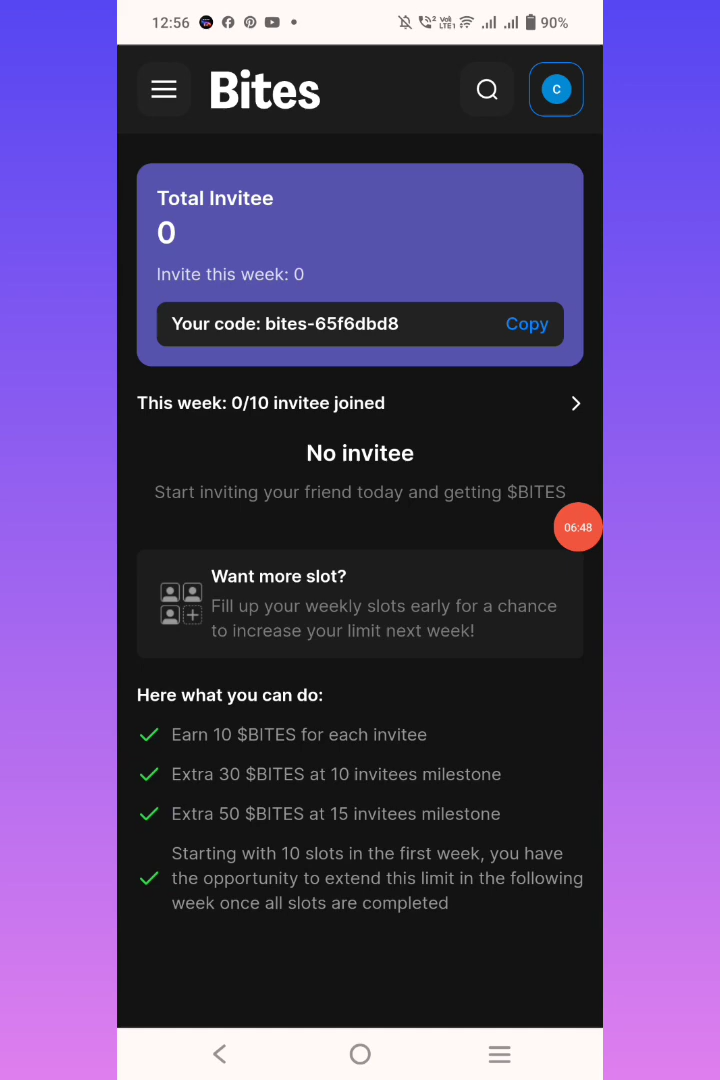 12:56
2
Vo)
LTE1
90%
Bites
C
Total Invitee
0
Invite this week: 0
Your code: bites-65f6dbd8
Copy
This week: 0/10 invitee joined
No invitee
Start inviting your friend today and getting $BITES
06:48
Want more slot?
Fill up your weekly slots early for a chance
to increase your limit next week!
Here what you can do:
Earn 10 $BITES for each invitee
Extra 30 $BITES at 10 invitees milestone
Extra 50 $BITES at 15 invitees milestone
Starting with 10 slots in the first week, you have
the opportunity to extend this limit in the following
week once all slots are completed